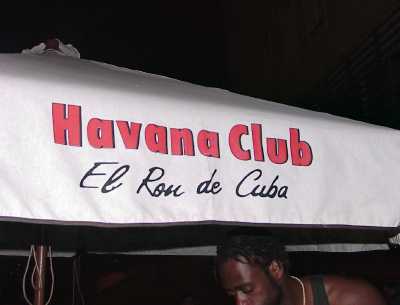 Havana Club
El Ron de Cuba